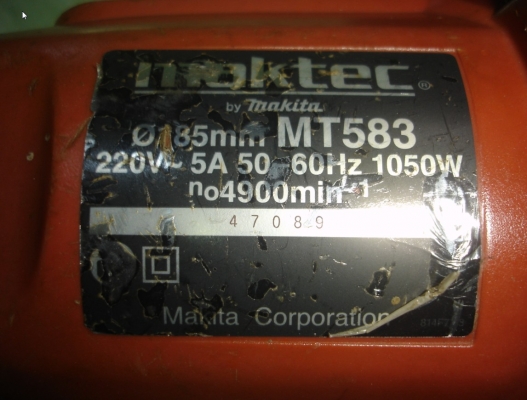 maktec®
by makita
Ø185mm MT583
220V~ 5A 50-60Hz 1050W
no4900min-1
47089
Makita Corporation